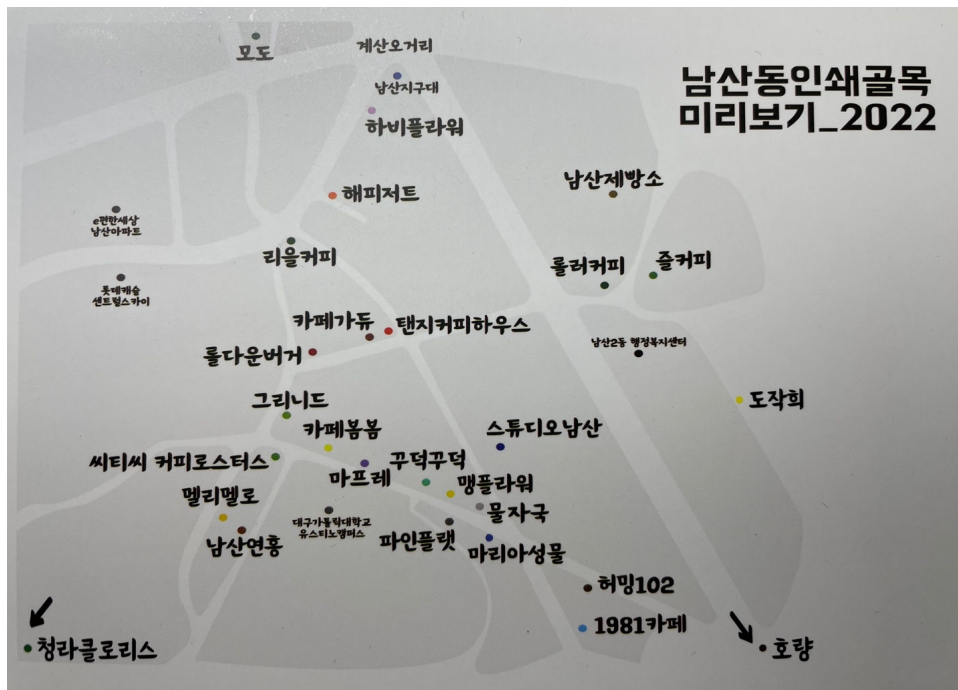 모도
계산오거리
남산지구대
하비플라워
남산동인쇄골목
미리보기_2022
해피저트
남산제빵소
e편한세상
남산아파트
리을커피
롤러커피
즐커피
롯데캐슬
센트럴스카이
카페가듀
탠지커피하우스
롤다운버거
남산2동 행정복지센터
그리니드
도작희
카페봄봄
스튜디오남산
씨티씨 커피로스터스
마프레
꾸덕꾸덕
맹플라워
멜리멜로
물자국
대구가톨릭대학교
유스티노캠퍼스
남산연홍
파인플랫
마리아성물
허밍102
1981카페
청라클로리스
호량